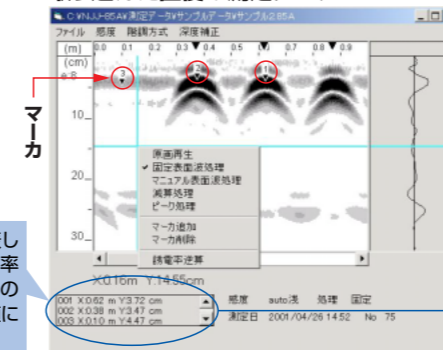 C:¥NJJ-85A¥測定データ¥サンプルデータ¥サンプル2.85A
ファイル 感度 階調方式 深度補正
(m) 0.0 0.1 0.2 0.3 0.4 0.5 0.7 0.8 0.9
(cm)
ε:8
3 2 1
マーカ
10
20
30
原画再生
✓ 固定表面波処理
マニュアル表面波処理
減算処理
ピーク処理
マーカ追加
マーカ削除
誘電率逆算
X:0.16m Y:14.55cm
率
の
に
001 X:0.62 m Y:3.72 cm
002 X:0.38 m Y:3.47 cm
003 X:0.10 m Y:4.47 cm
感度 auto浅 処理 固定
測定日 2001/04/26 14:52 No 75